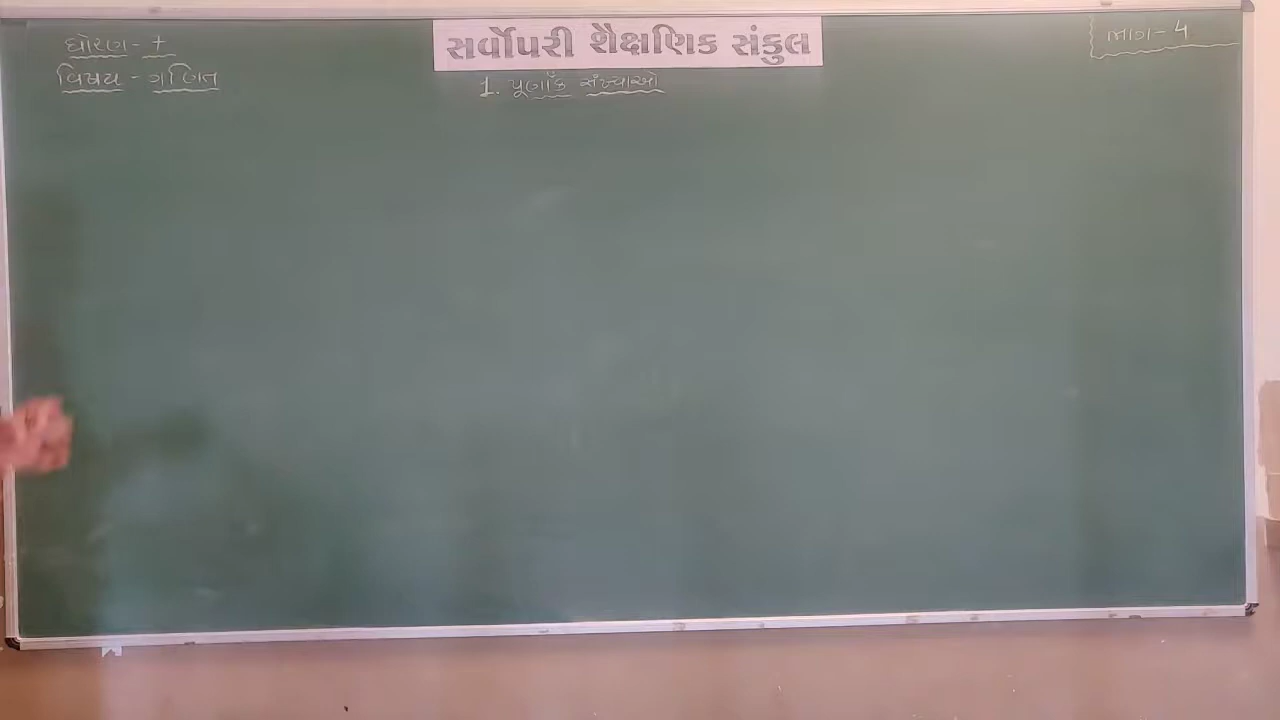 સર્વોપરી શૈક્ષણિક સંકુલ
ધોરણ - 7
વિષય - ગણિત
1. પૂર્ણાંક સંખ્યાઓ
ભાગ - 4